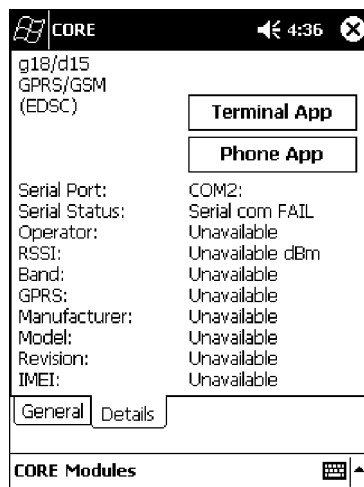 CORE 4:36
g18/d15
GPRS/GSM
(EDSC)
Terminal App
Phone App
Serial Port: COM2:
Serial Status: Serial com FAIL
Operator: Unavailable
RSSI: Unavailable dBm
Band: Unavailable
GPRS: Unavailable
Manufacturer: Unavailable
Model: Unavailable
Revision: Unavailable
IMEI: Unavailable
General Details
CORE Modules